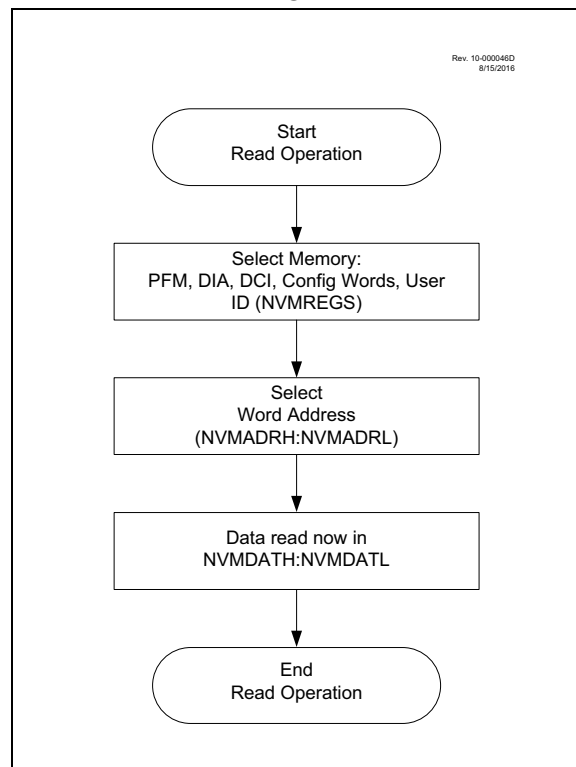 Rev. 10-000046D
8/15/2016
Start
Read Operation
Select Memory:
PFM, DIA, DCI, Config Words, User
ID (NVMREGS)
Select
Word Address
(NVMADRH:NVMADRL)
Data read now in
NVMDATH:NVMDATL
End
Read Operation